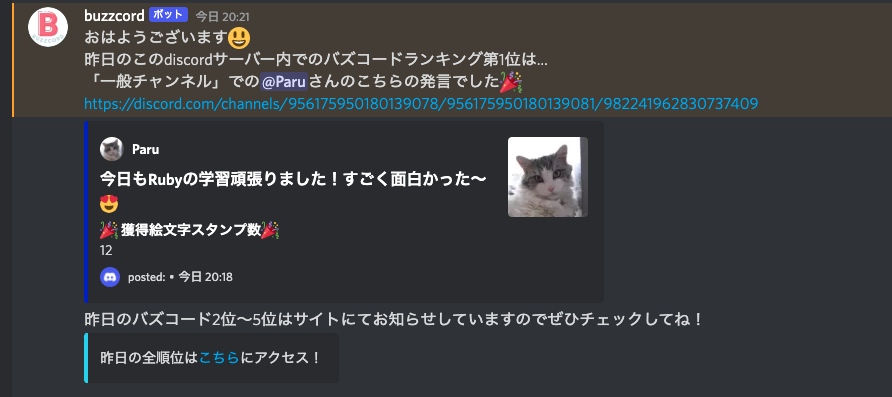 buzzcord ボット 今日 20:21
おはようございます😃
昨日のこのdiscordサーバー内でのバズコードランキング第1位は...
「一般チャンネル」での@Paruさんのこちらの発言でした🎉
https://discord.com/channels/956175950180139078/956175950180139081/982241962830737409
Paru
今日もRubyの学習頑張りました！すごく面白かった〜
😍
🎉獲得絵文字スタンプ数🎉
12
posted: • 今日 20:18
昨日のバズコード2位〜5位はサイトにてお知らせしていますのでぜひチェックしてね！
昨日の全順位はこちらにアクセス！